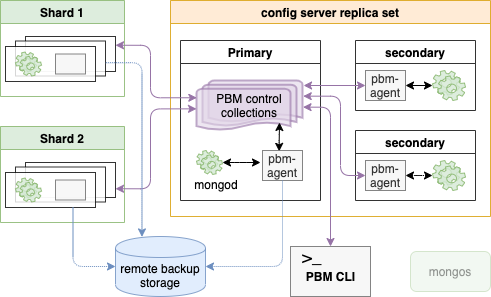 Shard 1
config server replica set
Primary
secondary
PBM control
collections
pbm-
agent
Shard 2
secondary
mongod
pbm-
agent
pbm-
agent
remote backup
storage
>_
PBM CLI
mongos